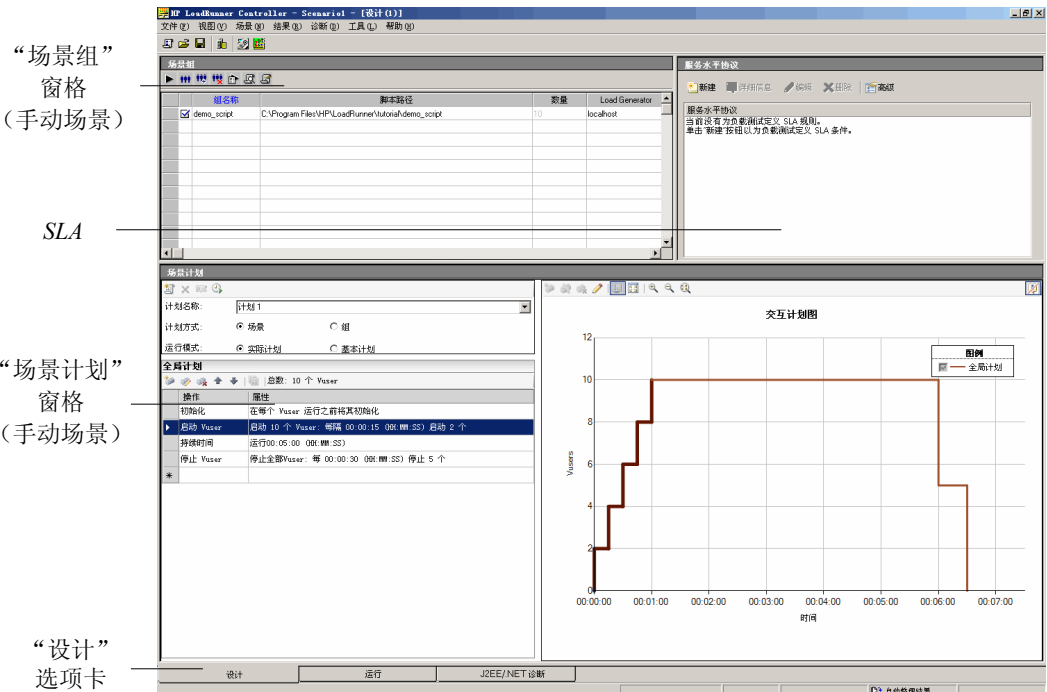 HP LoadRunner Controller - Scenario1 - [设计(1)]
文件(F) 视图(V) 场景(N) 结果(R) 诊断(D) 工具(L) 帮助(H)
“场景组”
窗格
（手动场景）
场景组
组名称 脚本路径 数量 Load Generator
demo_script C:\Program Files\HP\LoadRunner\tutorial\demo_script 10 localhost
服务水平协议
新建 详细信息 编辑 删除 高级
服务水平协议
当前没有为负载测试定义 SLA 规则。
单击“新建”按钮以为负载测试定义 SLA 条件。
SLA
场景计划
计划名称: 计划 1
计划方式: 场景 组
运行模式: 实际计划 基本计划
“场景计划”
窗格
（手动场景）
全局计划
总数: 10 个 Vuser
操作 属性
初始化 在每个 Vuser 运行之前将其初始化
启动 Vuser 启动 10 个 Vuser: 每隔 00:00:15 (HH:MM:SS) 启动 2 个
持续时间 运行00:05:00 (HH:MM:SS)
停止 Vuser 停止全部Vuser: 每 00:00:30 (HH:MM:SS) 停止 5 个
交互计划图
图例
全局计划
Vusers
12
10
8
6
4
2
0
00:00:00 00:01:00 00:02:00 00:03:00 00:04:00 00:05:00 00:06:00 00:07:00
时间
“设计”
选项卡
设计 运行 J2EE/.NET 诊断
自动整理结果